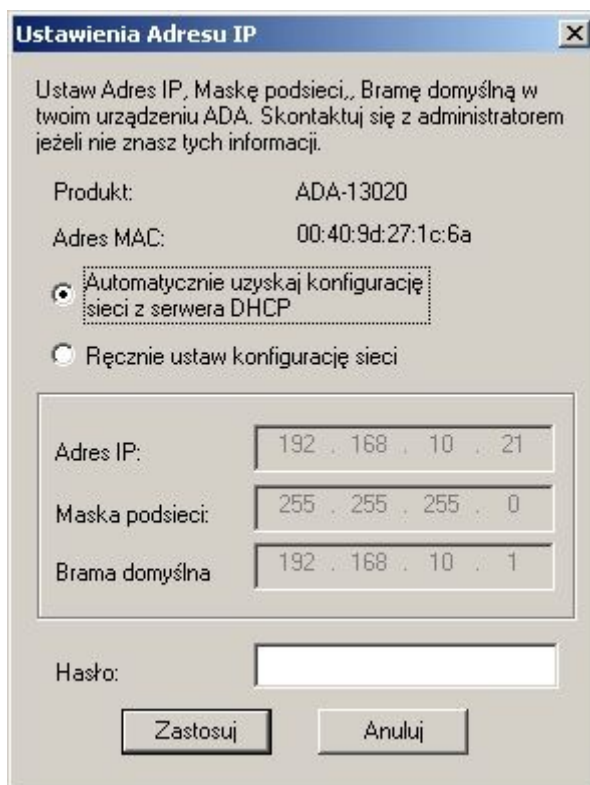 Ustawienia Adresu IP
Ustaw Adres IP, Maskę podsieci,, Bramę domyślną w
twoim urządzeniu ADA. Skontaktuj się z administratorem
jeżeli nie znasz tych informacji.
Produkt: ADA-13020
Adres MAC: 00:40:9d:27:1c:6a
Automatycznie uzyskaj konfigurację
sieci z serwera DHCP
Ręcznie ustaw konfigurację sieci
Adres IP: 192 . 168 . 10 . 21
Maska podsieci: 255 . 255 . 255 . 0
Brama domyślna 192 . 168 . 10 . 1
Hasło:
Zastosuj Anuluj